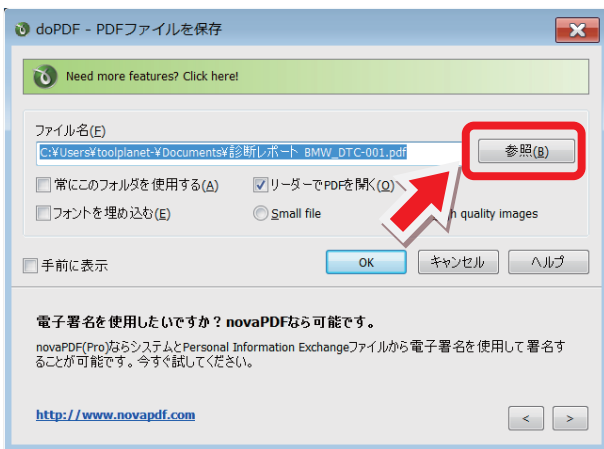 doPDF - PDFファイルを保存
Need more features? Click here!
ファイル名(F)
C:¥Users¥toolplanet-¥Documents¥診断レポート BMW_DTC-001.pdf
参照(B)
常にこのフォルダを使用する(A)
リーダーでPDFを開く(O)
フォントを埋め込む(E)
Small file
quality images
手前に表示
OK
キャンセル
ヘルプ
電子署名を使用したいですか？novaPDFなら可能です。
novaPDF(Pro)ならシステムとPersonal Information Exchangeファイルから電子署名を使用して署名す
ることが可能です。今すぐ試してください。
http://www.novapdf.com
<
>